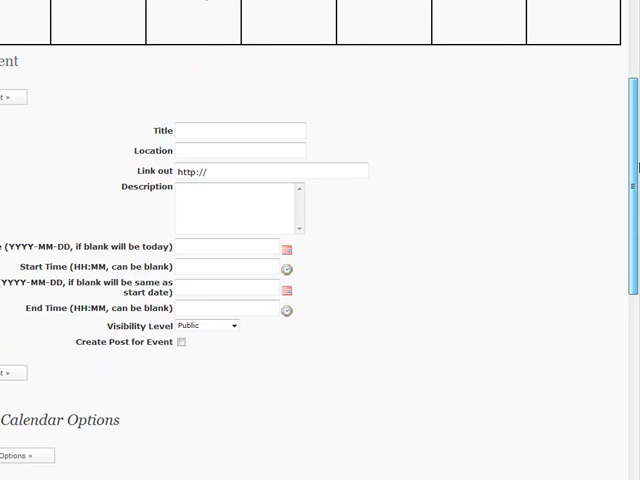 ent
t »
Title
Location
Link out http://
Description
e (YYYY-MM-DD, if blank will be today)
Start Time (HH:MM, can be blank)
(YYYY-MM-DD, if blank will be same as
start date)
End Time (HH:MM, can be blank)
Visibility Level Public
Create Post for Event
t »
Calendar Options
Options »